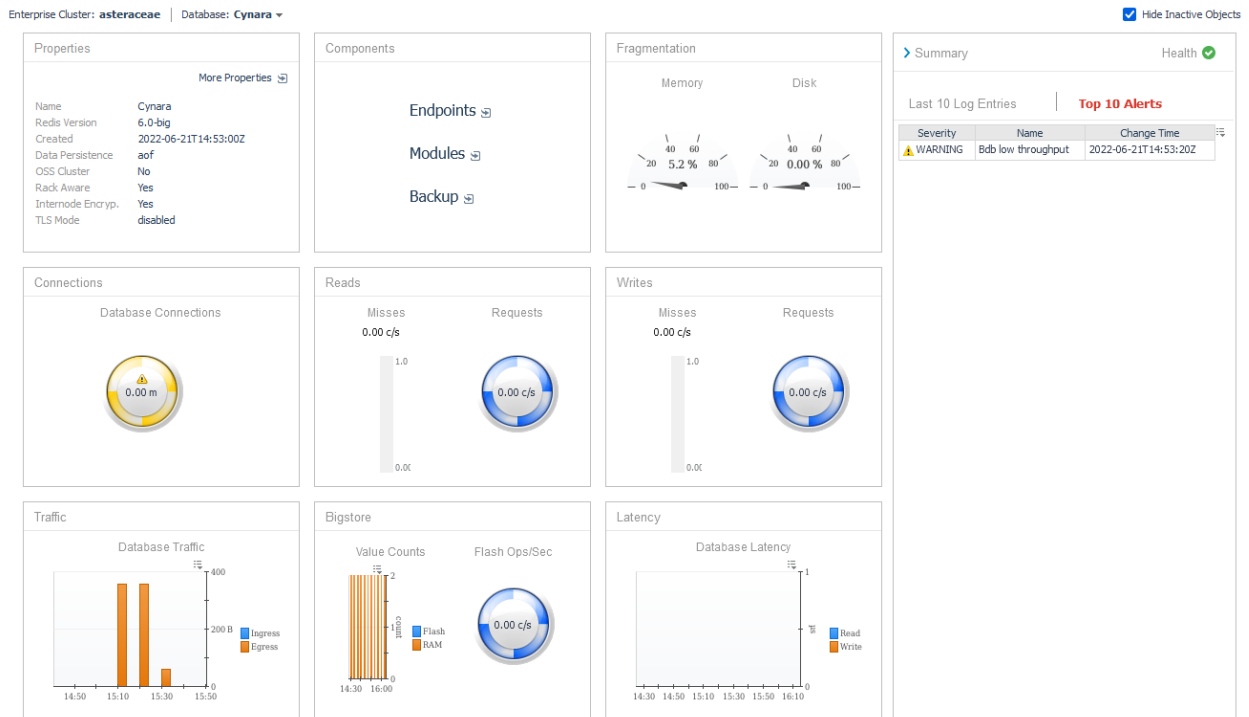 Enterprise Cluster: asteraceae | Database: Cynara
Hide Inactive Objects
Properties
More Properties
Name Cynara
Redis Version 6.0-big
Created 2022-06-21T14:53:00Z
Data Persistence aof
OSS Cluster No
Rack Aware Yes
Internode Encryp. Yes
TLS Mode disabled
Components
Endpoints
Modules
Backup
Fragmentation
Memory Disk
40 60
20 5.2 % 80
0 100
40 60
20 0.00 % 80
0 100
Summary Health
Last 10 Log Entries | Top 10 Alerts
Severity Name Change Time
WARNING Bdb low throughput 2022-06-21T14:53:20Z
Connections
Database Connections
0.00 m
Reads
Misses Requests
0.00 c/s
1.0
0.00 c/s
0.00
Writes
Misses Requests
0.00 c/s
1.0
0.00 c/s
0.00
Traffic
Database Traffic
400
200 B
0
Ingress
Egress
14:50 15:10 15:30 15:50
Bigstore
Value Counts Flash Ops/Sec
2
1
0
count
Flash
RAM
14:30 16:00
0.00 c/s
Latency
Database Latency
1
µs
0
Read
Write
14:30 14:50 15:10 15:30 15:50 16:10